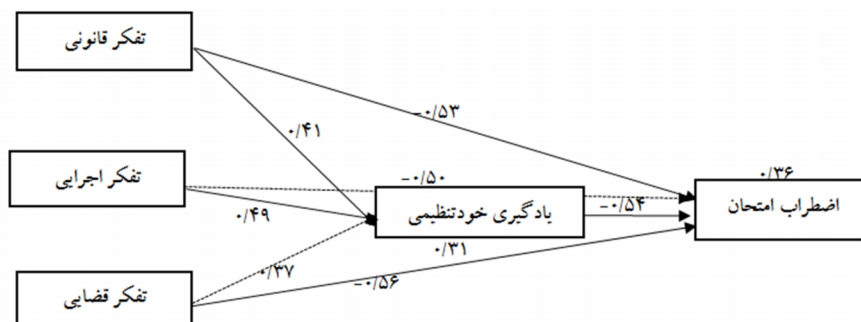 تفکر قانونی
-۰/۵۳
۰/۴۱
تفکر اجرایی
-۰/۵۰
۰/۳۶
یادگیری خودتنظیمی
-۰/۵۴
اضطراب امتحان
۰/۴۹
۰/۳۱
۰/۳۷
-۰/۵۶
تفکر قضایی